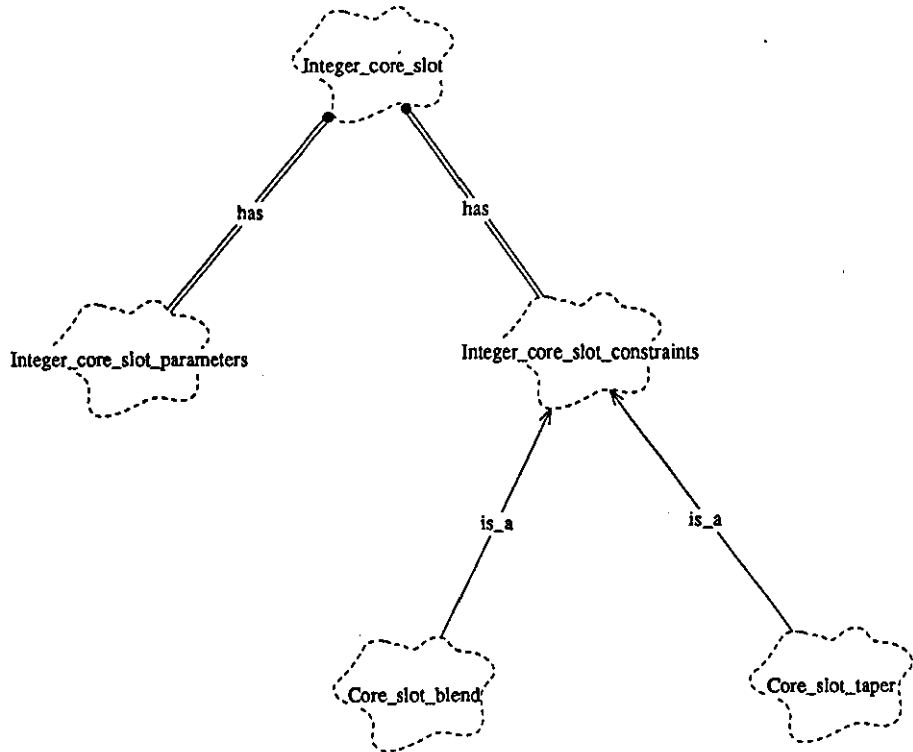 Integer_core_slot
has
has
Integer_core_slot_parameters
Integer_core_slot_constraints
is_a
is_a
Core_slot_blend
Core_slot_taper